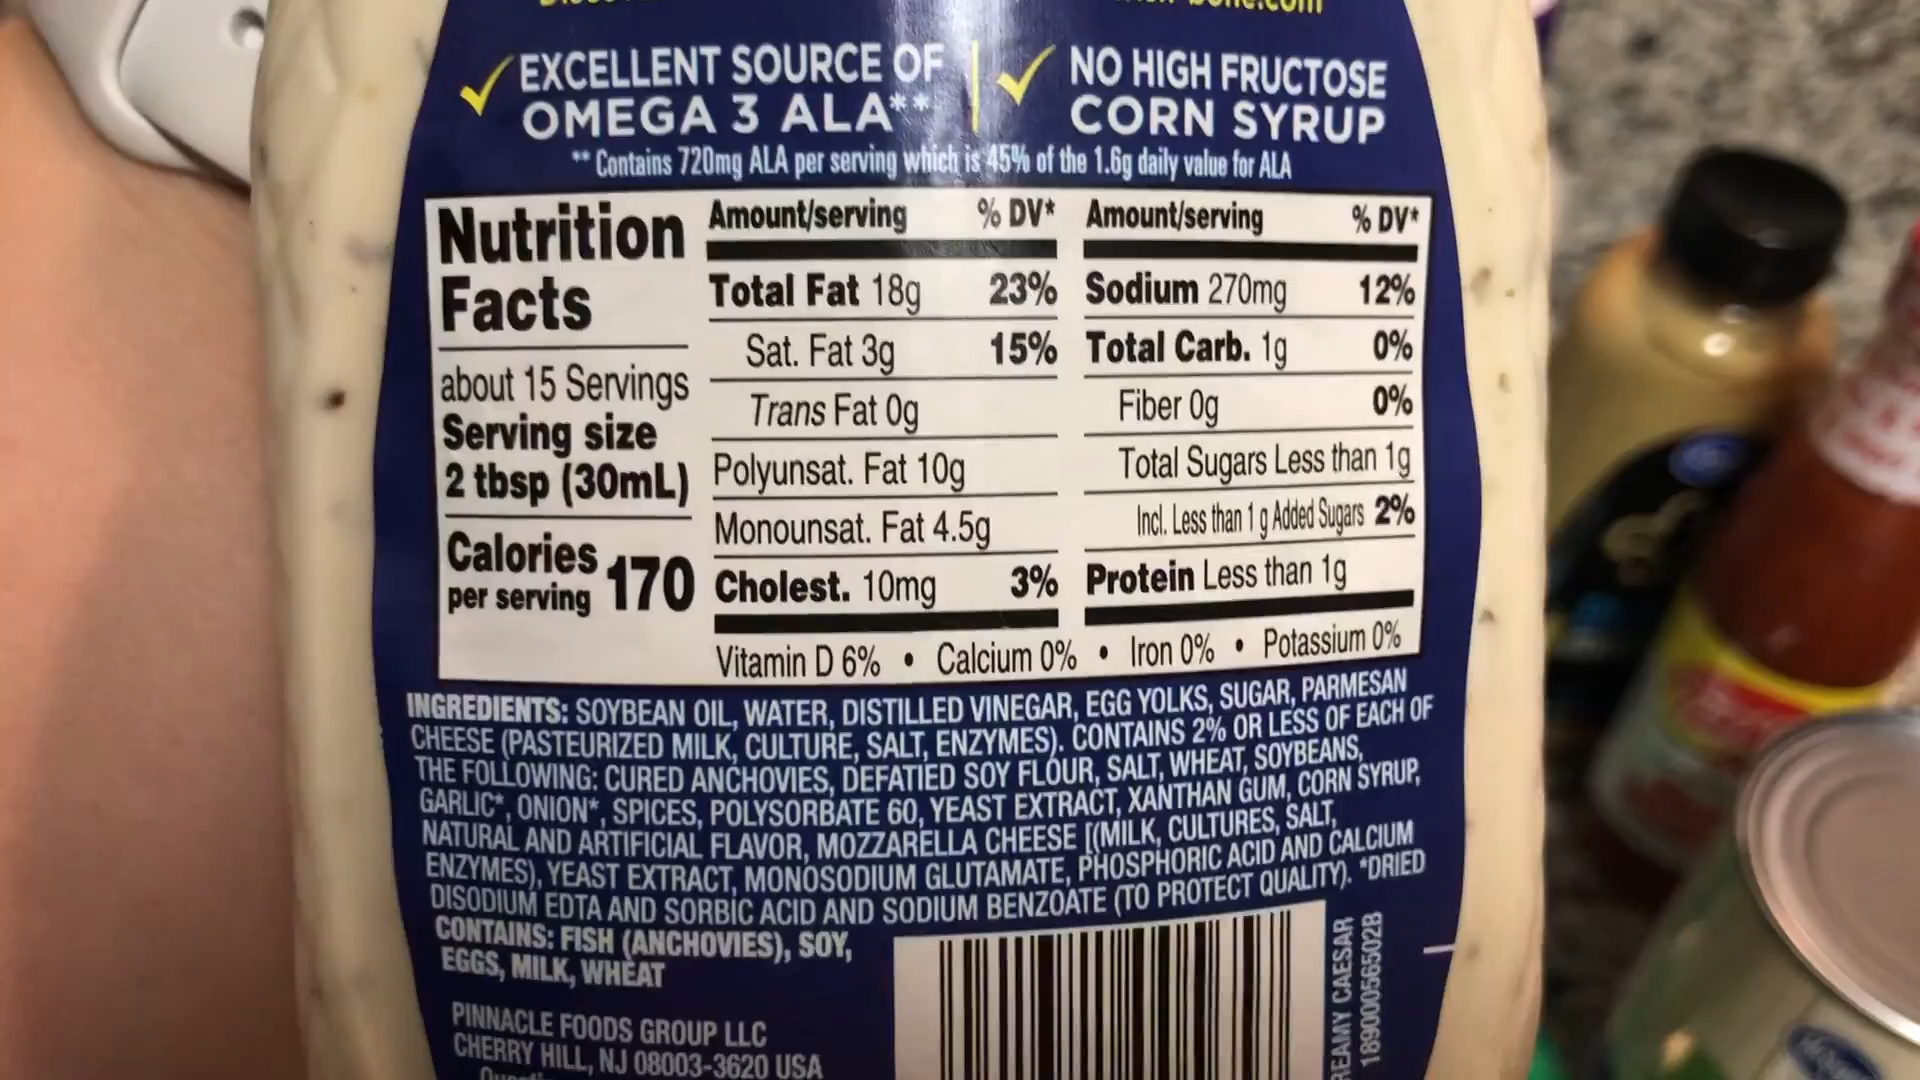 EXCELLENT SOURCE OF
OMEGA 3 ALA**
NO HIGH FRUCTOSE
CORN SYRUP
** Contains 720mg ALA per serving which is 45% of the 1.6g daily value for ALA
Nutrition
Facts
about 15 Servings
Serving size
2 tbsp (30mL)
Calories
per serving 170
Amount/serving % DV*
Total Fat 18g 23%
Sat. Fat 3g 15%
Trans Fat 0g
Polyunsat. Fat 10g
Monounsat. Fat 4.5g
Cholest. 10mg 3%
Amount/serving % DV*
Sodium 270mg 12%
Total Carb. 1g 0%
Fiber 0g 0%
Total Sugars Less than 1g
Incl. Less than 1 g Added Sugars 2%
Protein Less than 1g
Vitamin D 6% • Calcium 0% • Iron 0% • Potassium 0%
INGREDIENTS: SOYBEAN OIL, WATER, DISTILLED VINEGAR, EGG YOLKS, SUGAR, PARMESAN
CHEESE (PASTEURIZED MILK, CULTURE, SALT, ENZYMES). CONTAINS 2% OR LESS OF EACH OF
THE FOLLOWING: CURED ANCHOVIES, DEFATIED SOY FLOUR, SALT, WHEAT, SOYBEANS,
GARLIC*, ONION*, SPICES, POLYSORBATE 60, YEAST EXTRACT, XANTHAN GUM, CORN SYRUP,
NATURAL AND ARTIFICIAL FLAVOR, MOZZARELLA CHEESE [(MILK, CULTURES, SALT,
ENZYMES), YEAST EXTRACT, MONOSODIUM GLUTAMATE, PHOSPHORIC ACID AND CALCIUM
DISODIUM EDTA AND SORBIC ACID AND SODIUM BENZOATE (TO PROTECT QUALITY). *DRIED
CONTAINS: FISH (ANCHOVIES), SOY,
EGGS, MILK, WHEAT
PINNACLE FOODS GROUP LLC
CHERRY HILL, NJ 08003-3620 USA
REAMY CAESAR
18900056502B